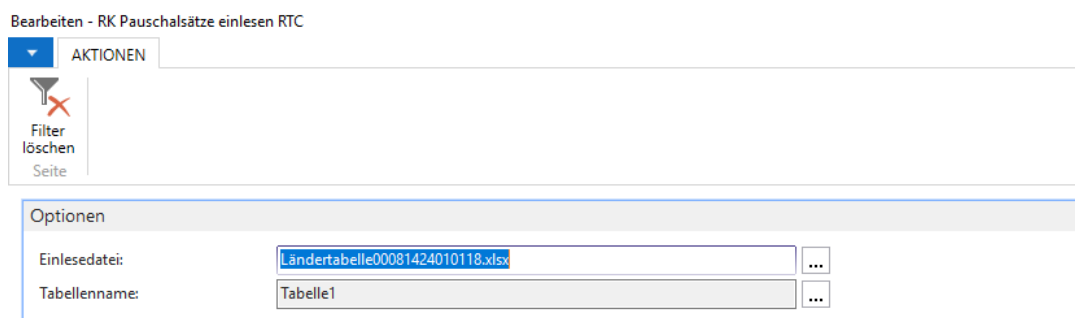 Bearbeiten - RK Pauschalsätze einlesen RTC
AKTIONEN
Filter
löschen
Seite
Optionen
Einlesedatei:
Ländertabelle00081424010118.xlsx
...
Tabellenname:
Tabelle1
...